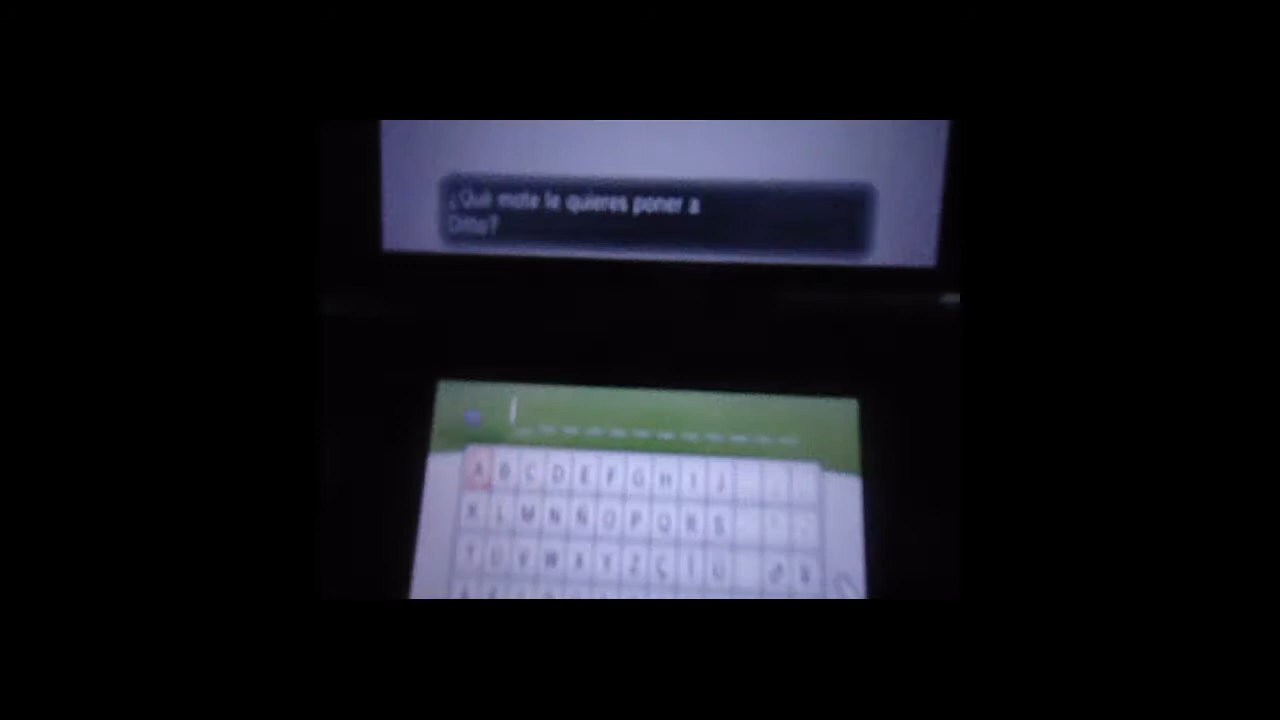 ¿Qué mote le quieres poner a
Ditto?
A B C D E F G H I J
K L M N Ñ O P Q R S
T U V W X Y Z Ç Í Ü